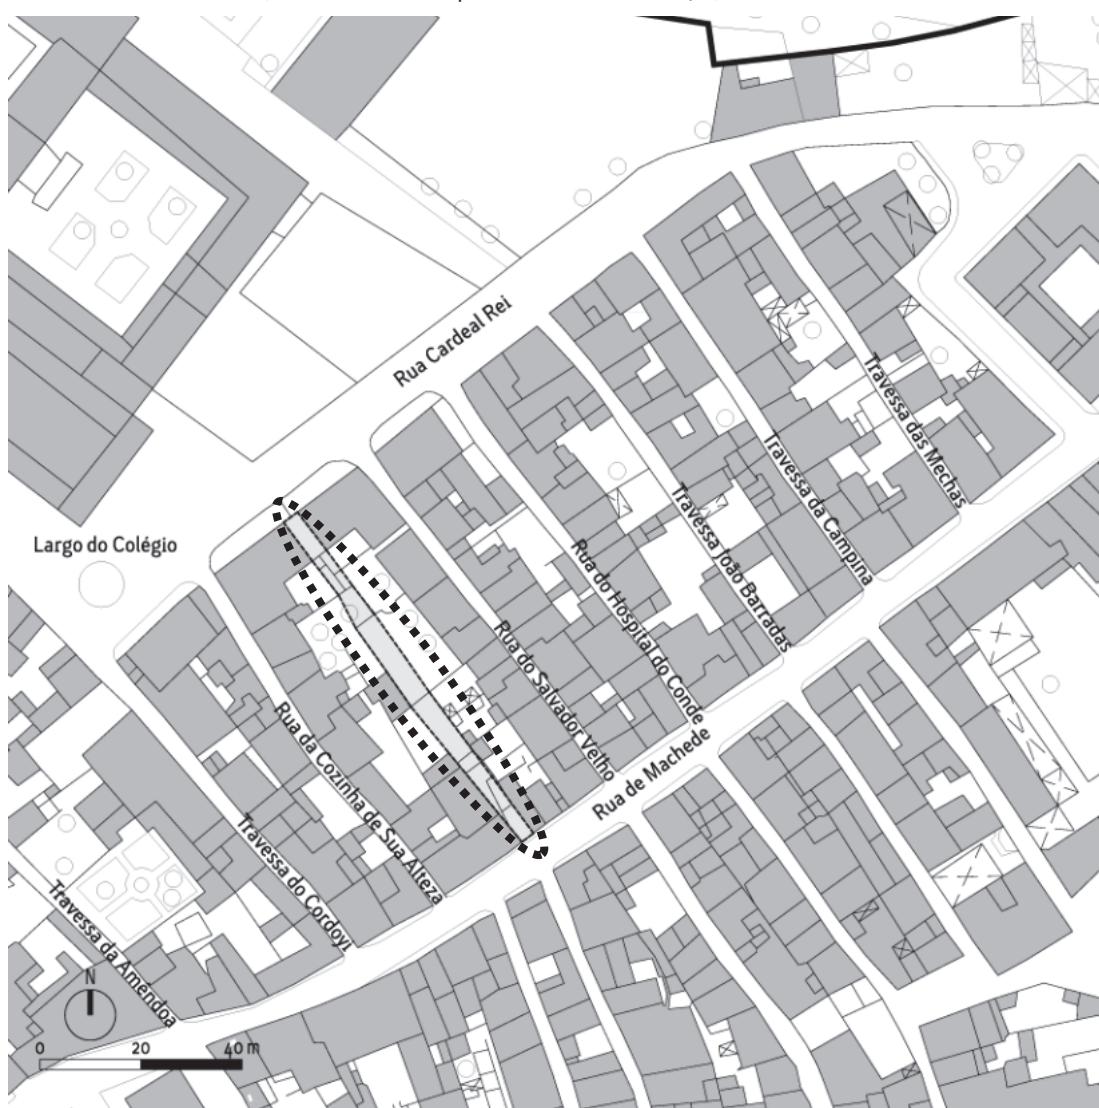 Rua Cardeal Rei
Largo do Colégio
Travessa das Mechas
Travessa da Campina
Travessa João Barradas
Rua do Hospital do Conde
Rua do Salvador Velho
Rua de Machede
Rua da Cozinha de Sua Alteza
Travessa do Cordovl
Travessa da Amendoa
N
0 20 40 m